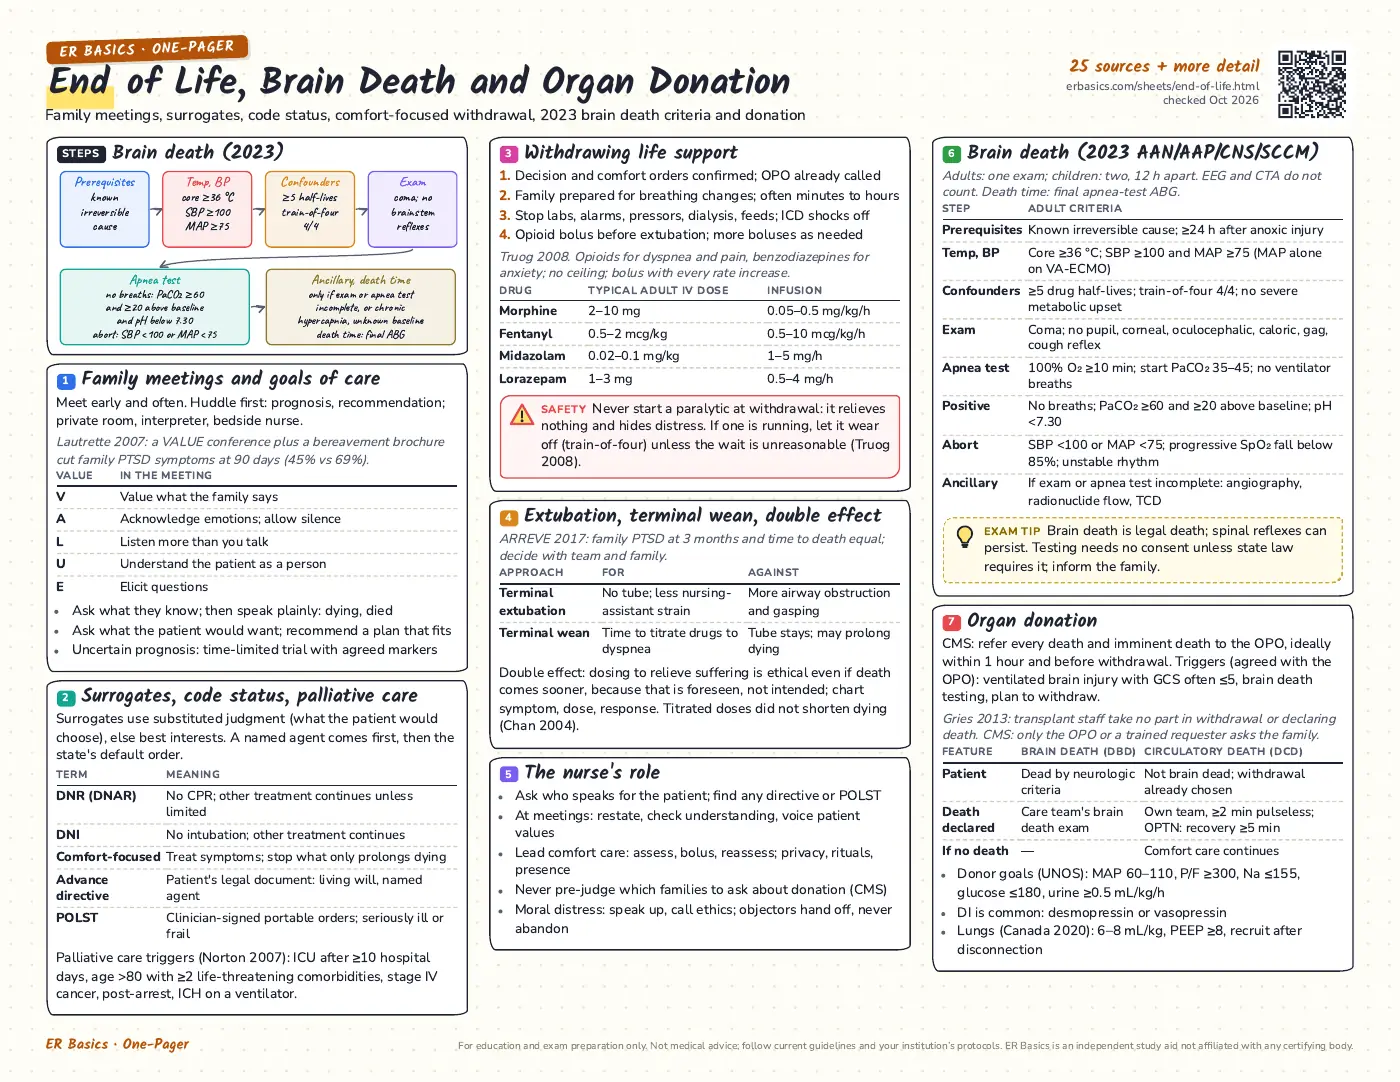 ER BASICS · ONE-PAGER
End of Life, Brain Death and Organ Donation
Family meetings, surrogates, code status, comfort-focused withdrawal, 2023 brain death criteria and donation
25 sources + more detail
erbasics.com/sheets/end-of-life.html
checked Oct 2026
STEPS Brain death (2023)
Prerequisites
known
irreversible
cause
Temp, BP
core ≥36 °C
SBP ≥100
MAP ≥75
Confounders
≥5 half-lives
train-of-four
4/4
Exam
coma; no
brainstem
reflexes
Apnea test
no breaths: PaCO₂ ≥60
and ≥20 above baseline
and pH below 7.30
abort: SBP <100 or MAP <75
Ancillary, death time
only if exam or apnea test
incomplete, or chronic
hypercapnia, unknown baseline
death time: final ABG
1 Family meetings and goals of care
Meet early and often. Huddle first: prognosis, recommendation;
private room, interpreter, bedside nurse.
Lautrette 2007: a VALUE conference plus a bereavement brochure
cut family PTSD symptoms at 90 days (45% vs 69%).
VALUE IN THE MEETING
V Value what the family says
A Acknowledge emotions; allow silence
L Listen more than you talk
U Understand the patient as a person
E Elicit questions
• Ask what they know; then speak plainly: dying, died
• Ask what the patient would want; recommend a plan that fits
• Uncertain prognosis: time-limited trial with agreed markers
2 Surrogates, code status, palliative care
Surrogates use substituted judgment (what the patient would
choose), else best interests. A named agent comes first, then the
state's default order.
TERM MEANING
DNR (DNAR) No CPR; other treatment continues unless
limited
DNI No intubation; other treatment continues
Comfort-focused Treat symptoms; stop what only prolongs dying
Advance Patient's legal document: living will, named
directive agent
POLST Clinician-signed portable orders; seriously ill or
frail
Palliative care triggers (Norton 2007): ICU after ≥10 hospital
days, age >80 with ≥2 life-threatening comorbidities, stage IV
cancer, post-arrest, ICH on a ventilator.
3 Withdrawing life support
1. Decision and comfort orders confirmed; OPO already called
2. Family prepared for breathing changes; often minutes to hours
3. Stop labs, alarms, pressors, dialysis, feeds; ICD shocks off
4. Opioid bolus before extubation; more boluses as needed
Truog 2008. Opioids for dyspnea and pain, benzodiazepines for
anxiety; no ceiling; bolus with every rate increase.
DRUG TYPICAL ADULT IV DOSE INFUSION
Morphine 2–10 mg 0.05–0.5 mg/kg/h
Fentanyl 0.5–2 mcg/kg 0.5–10 mcg/kg/h
Midazolam 0.02–0.1 mg/kg 1–5 mg/h
Lorazepam 1–3 mg 0.5–4 mg/h
SAFETY Never start a paralytic at withdrawal: it relieves
nothing and hides distress. If one is running, let it wear
off (train-of-four) unless the wait is unreasonable (Truog
2008).
4 Extubation, terminal wean, double effect
ARREVE 2017: family PTSD at 3 months and time to death equal;
decide with team and family.
APPROACH FOR AGAINST
Terminal No tube; less nursing- More airway obstruction
extubation assistant strain and gasping
Terminal wean Time to titrate drugs to Tube stays; may prolong
dyspnea dying
Double effect: dosing to relieve suffering is ethical even if death
comes sooner, because that is foreseen, not intended; chart
symptom, dose, response. Titrated doses did not shorten dying
(Chan 2004).
5 The nurse's role
• Ask who speaks for the patient; find any directive or POLST
• At meetings: restate, check understanding, voice patient
values
• Lead comfort care: assess, bolus, reassess; privacy, rituals,
presence
• Never pre-judge which families to ask about donation (CMS)
• Moral distress: speak up, call ethics; objectors hand off, never
abandon
6 Brain death (2023 AAN/AAP/CNS/SCCM)
Adults: one exam; children: two, 12 h apart. EEG and CTA do not
count. Death time: final apnea-test ABG.
STEP ADULT CRITERIA
Prerequisites Known irreversible cause; ≥24 h after anoxic injury
Temp, BP Core ≥36 °C; SBP ≥100 and MAP ≥75 (MAP alone
on VA-ECMO)
Confounders ≥5 drug half-lives; train-of-four 4/4; no severe
metabolic upset
Exam Coma; no pupil, corneal, oculocephalic, caloric, gag,
cough reflex
Apnea test 100% O₂ ≥10 min; start PaCO₂ 35–45; no ventilator
breaths
Positive No breaths; PaCO₂ ≥60 and ≥20 above baseline; pH
<7.30
Abort SBP <100 or MAP <75; progressive SpO₂ fall below
85%; unstable rhythm
Ancillary If exam or apnea test incomplete: angiography,
radionuclide flow, TCD
EXAM TIP Brain death is legal death; spinal reflexes can
persist. Testing needs no consent unless state law
requires it; inform the family.
7 Organ donation
CMS: refer every death and imminent death to the OPO, ideally
within 1 hour and before withdrawal. Triggers (agreed with the
OPO): ventilated brain injury with GCS often ≤5, brain death
testing, plan to withdraw.
Gries 2013: transplant staff take no part in withdrawal or declaring
death. CMS: only the OPO or a trained requester asks the family.
FEATURE BRAIN DEATH (DBD) CIRCULATORY DEATH (DCD)
Patient Dead by neurologic Not brain dead; withdrawal
criteria already chosen
Death Care team's brain Own team, ≥2 min pulseless;
declared death exam OPTN: recovery ≥5 min
If no death — Comfort care continues
• Donor goals (UNOS): MAP 60–110, P/F ≥300, Na ≤155,
glucose ≤180, urine ≥0.5 mL/kg/h
• DI is common: desmopressin or vasopressin
• Lungs (Canada 2020): 6–8 mL/kg, PEEP ≥8, recruit after
disconnection
ER Basics · One-Pager
For education and exam preparation only. Not medical advice; follow current guidelines and your institution's protocols. ER Basics is an independent study aid not affiliated with any certifying body.